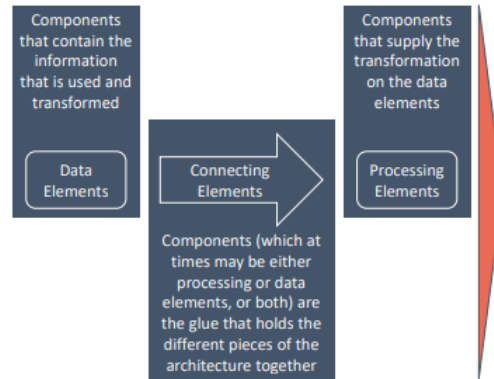 Components
that contain the
information
that is used and
transformed
Data
Elements
Connecting
Elements
Components (which at
times may be either
processing or data
elements, or both) are
the glue that holds the
different pieces of the
architecture together
Components
that supply the
transformation
on the data
elements
Processing
Elements